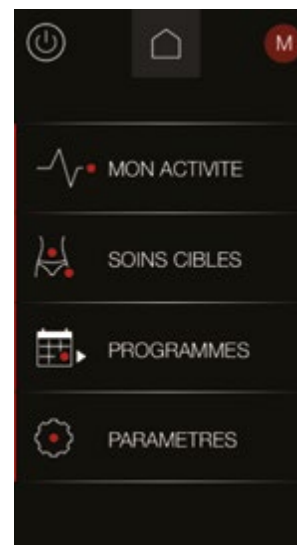 M
MON ACTIVITE
SOINS CIBLES
PROGRAMMES
PARAMETRES